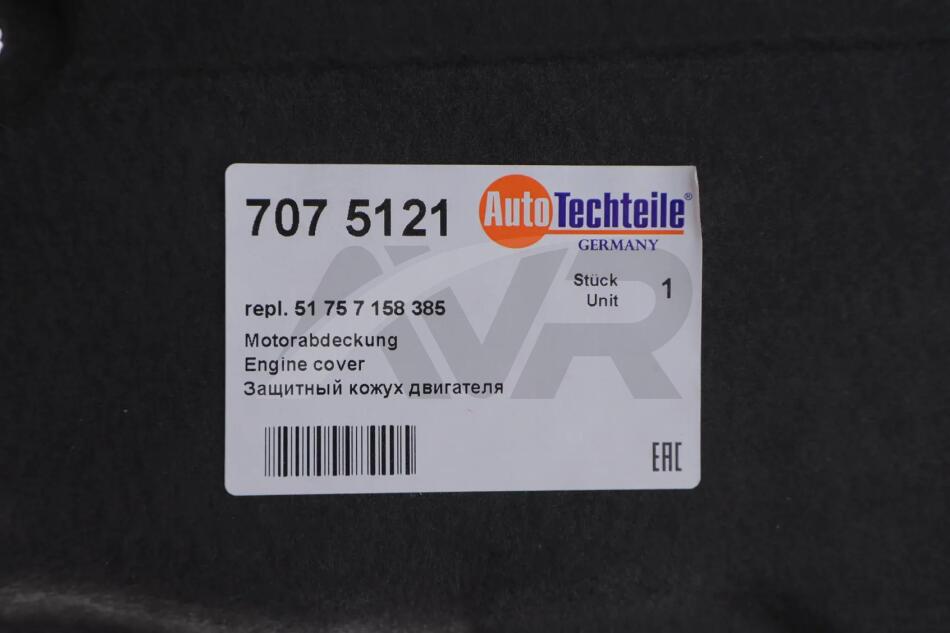 707 5121
AutoTechteile®
GERMANY
Stück 1
Unit
repl. 51 75 7 158 385
Motorabdeckung
Engine cover
Защитный кожух двигателя
AVR
EAC